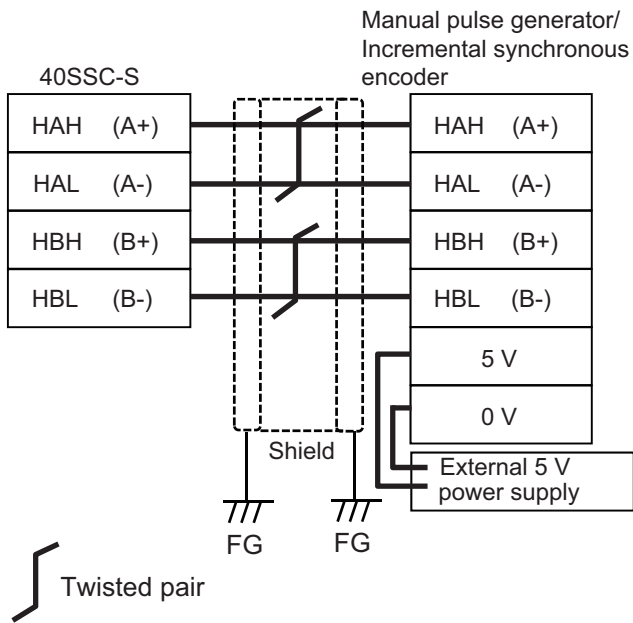 Manual pulse generator/
Incremental synchronous
encoder
40SSC-S
HAH (A+)
HAL (A-)
HBH (B+)
HBL (B-)
HAH (A+)
HAL (A-)
HBH (B+)
HBL (B-)
5 V
0 V
External 5 V
power supply
Shield
FG
FG
Twisted pair